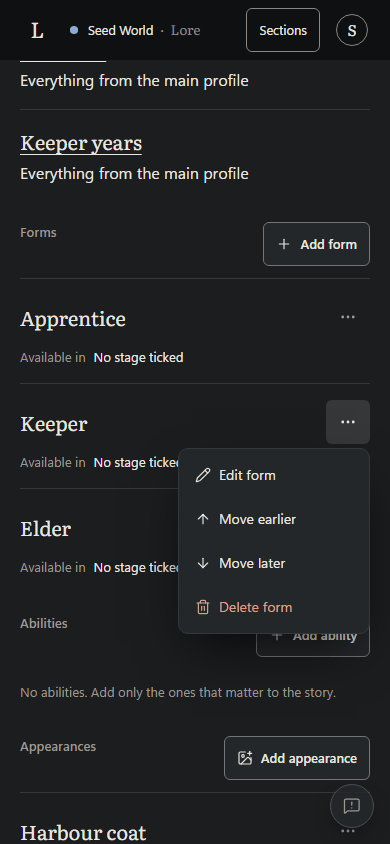 L
Seed World · Lore
Sections
S
Everything from the main profile
Keeper years
Everything from the main profile
Forms
Add form
Apprentice
Available in No stage ticked
Keeper
Available in No stage ticked
Edit form
Move earlier
Move later
Delete form
Elder
Available in No stage ticked
Abilities
Add ability
No abilities. Add only the ones that matter to the story.
Appearances
Add appearance
Harbour coat